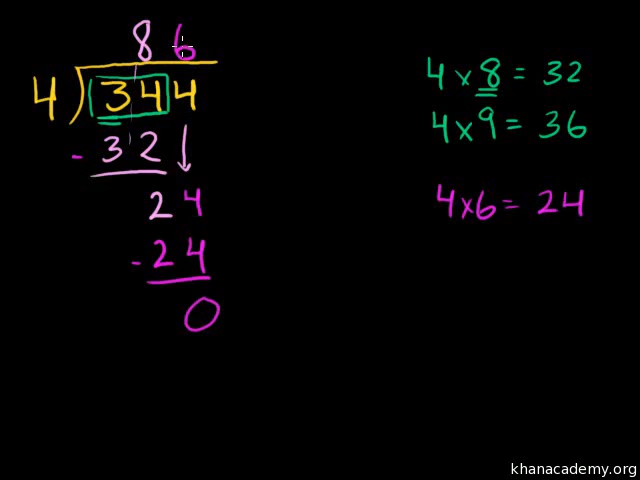 86
4)344
- 32↓
24
- 24
0
4 x 8 = 32
4 x 9 = 36
4 x 6 = 24
khanacademy.org